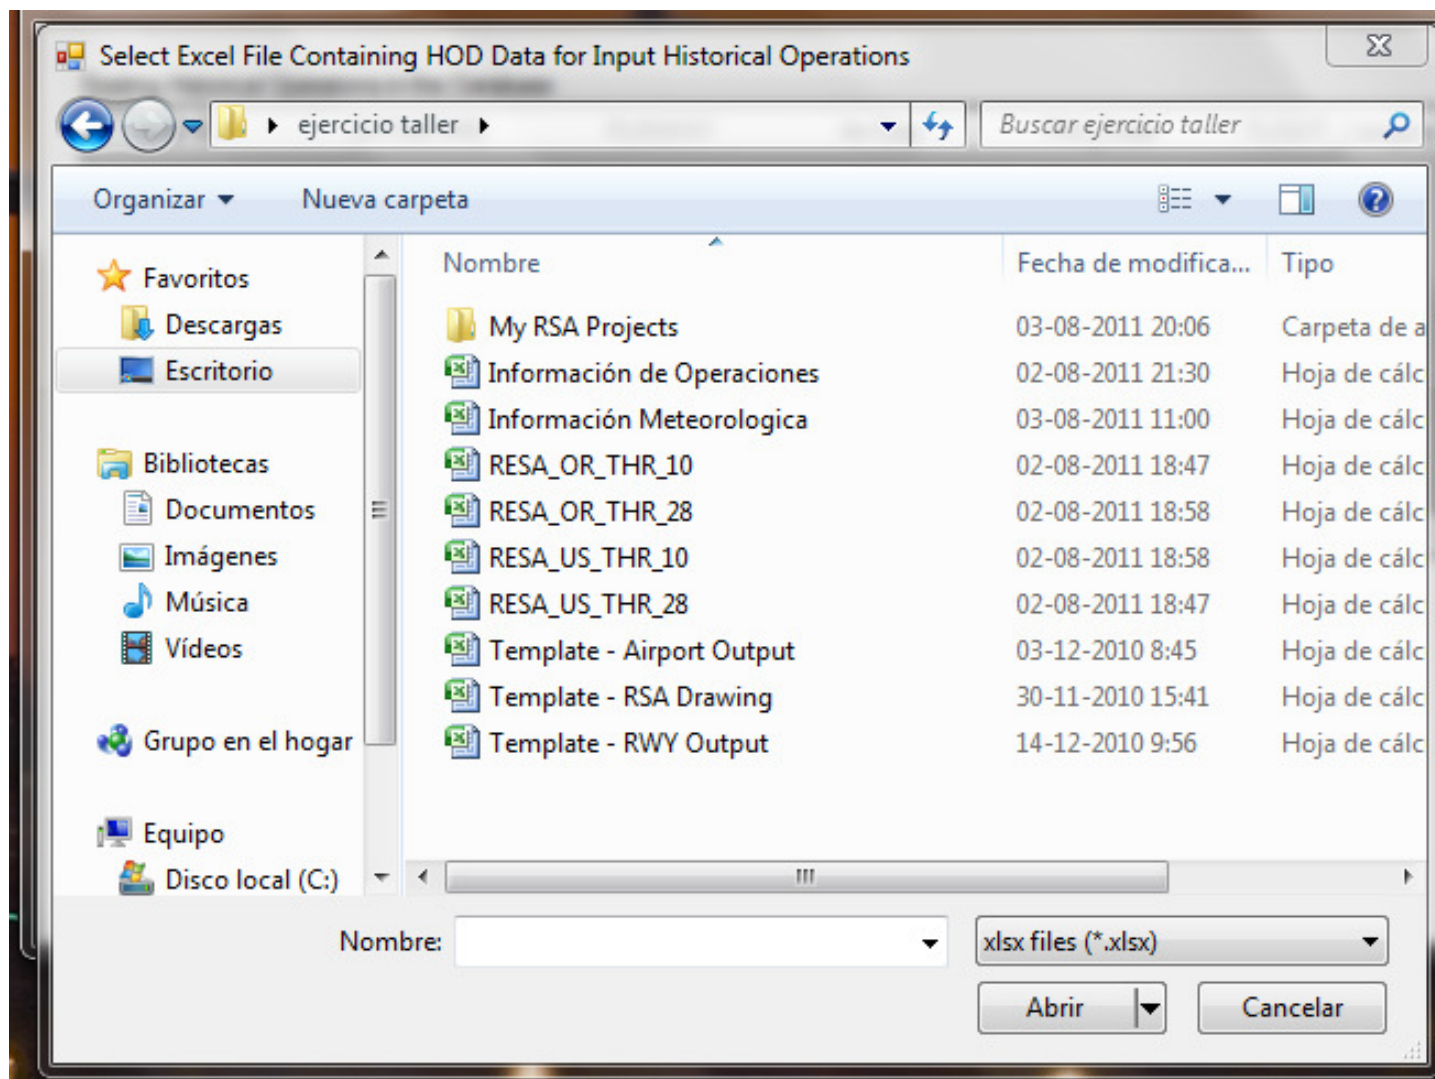 Select Excel File Containing HOD Data for Input Historical Operations
ejercicio taller
Buscar ejercicio taller
Organizar
Nueva carpeta
Favoritos
Descargas
Escritorio
Bibliotecas
Documentos
Imágenes
Música
Vídeos
Grupo en el hogar
Equipo
Disco local (C:)
Nombre Fecha de modifica... Tipo
My RSA Projects 03-08-2011 20:06 Carpeta de a
Información de Operaciones 02-08-2011 21:30 Hoja de cálc
Información Meteorologica 03-08-2011 11:00 Hoja de cálc
RESA_OR_THR_10 02-08-2011 18:47 Hoja de cálc
RESA_OR_THR_28 02-08-2011 18:58 Hoja de cálc
RESA_US_THR_10 02-08-2011 18:58 Hoja de cálc
RESA_US_THR_28 02-08-2011 18:47 Hoja de cálc
Template - Airport Output 03-12-2010 8:45 Hoja de cálc
Template - RSA Drawing 30-11-2010 15:41 Hoja de cálc
Template - RWY Output 14-12-2010 9:56 Hoja de cálc
Nombre:
xlsx files (*.xlsx)
Abrir
Cancelar